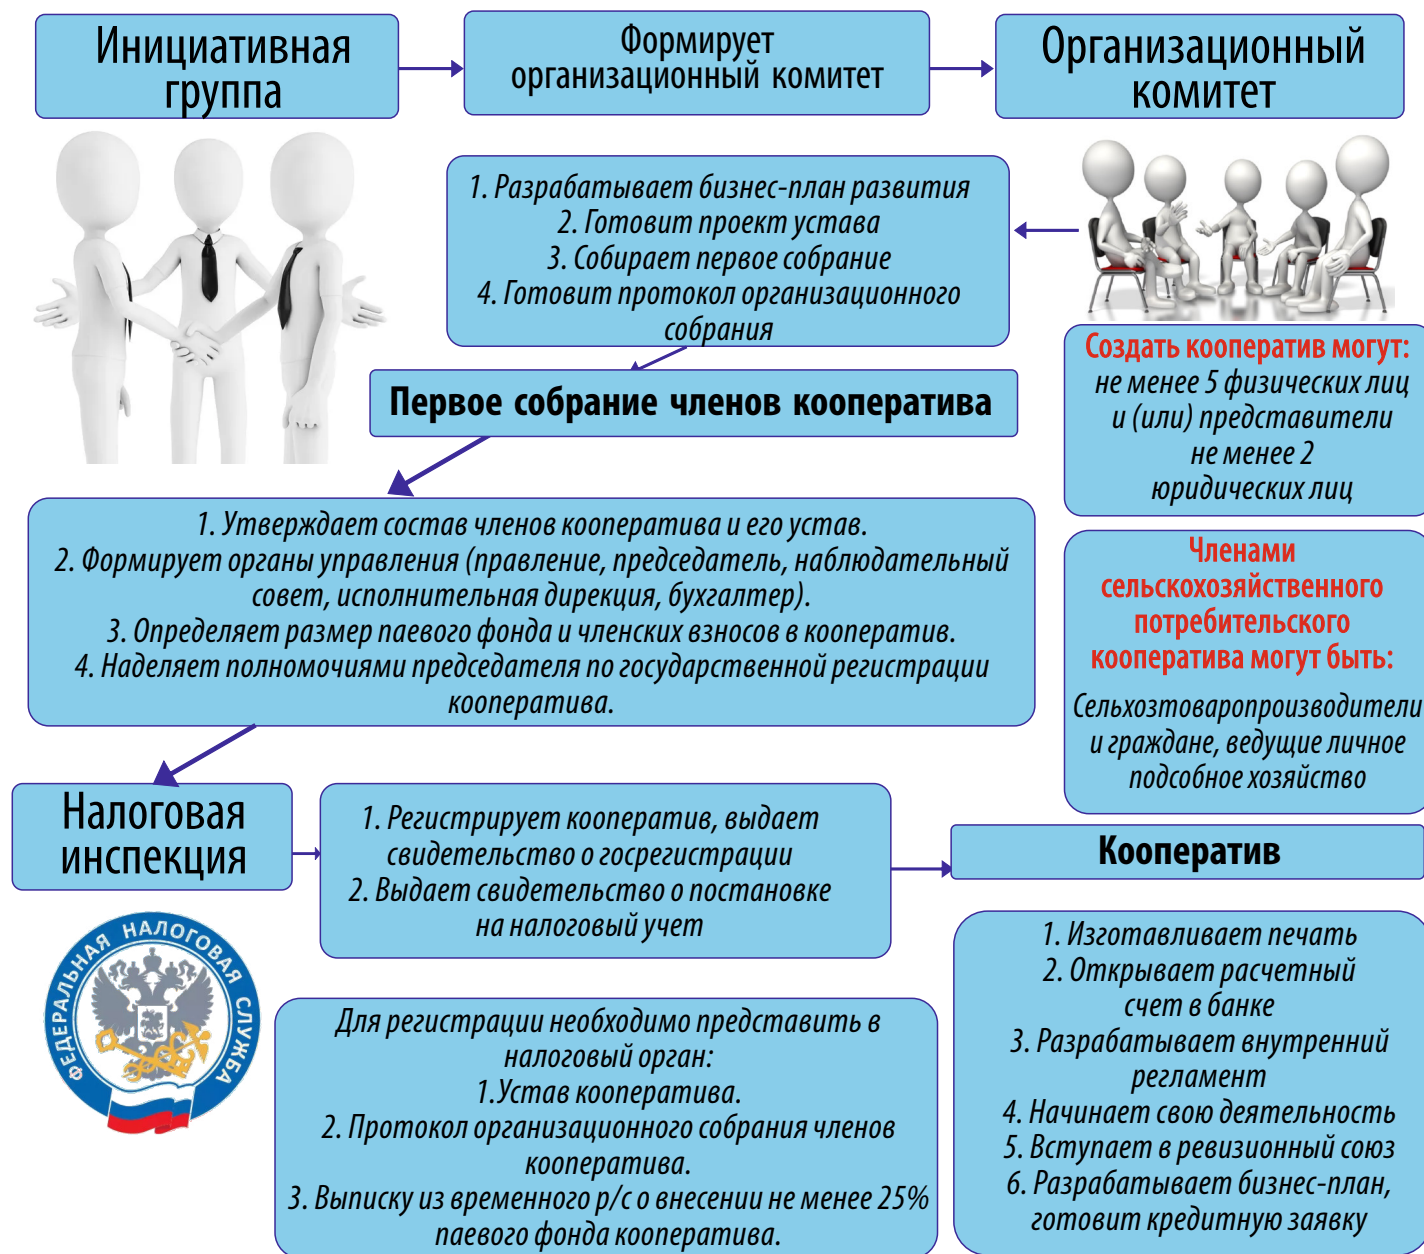 Инициативная
группа
Формирует
организационный комитет
Организационный
комитет
1. Разрабатывает бизнес-план развития
2. Готовит проект устава
3. Собирает первое собрание
4. Готовит протокол организационного
собрания
Создать кооператив могут:
не менее 5 физических лиц
и (или) представители
не менее 2
юридических лиц
Первое собрание членов кооператива
1. Утверждает состав членов кооператива и его устав.
2. Формирует органы управления (правление, председатель, наблюдательный
совет, исполнительная дирекция, бухгалтер).
3. Определяет размер паевого фонда и членских взносов в кооператив.
4. Наделяет полномочиями председателя по государственной регистрации
кооператива.
Членами
сельскохозяйственного
потребительского
кооператива могут быть:
Сельхозтоваропроизводители
и граждане, ведущие личное
подсобное хозяйство
Налоговая
инспекция
1. Регистрирует кооператив, выдает
свидетельство о госрегистрации
2. Выдает свидетельство о постановке
на налоговый учет
Кооператив
1. Изготавливает печать
2. Открывает расчетный
счет в банке
3. Разрабатывает внутренний
регламент
4. Начинает свою деятельность
5. Вступает в ревизионный союз
6. Разрабатывает бизнес-план,
готовит кредитную заявку
ФЕДЕРАЛЬНАЯ НАЛОГОВАЯ СЛУЖБА
Для регистрации необходимо представить в
налоговый орган:
1.Устав кооператива.
2. Протокол организационного собрания членов
кооператива.
3. Выписку из временного р/с о внесении не менее 25%
паевого фонда кооператива.